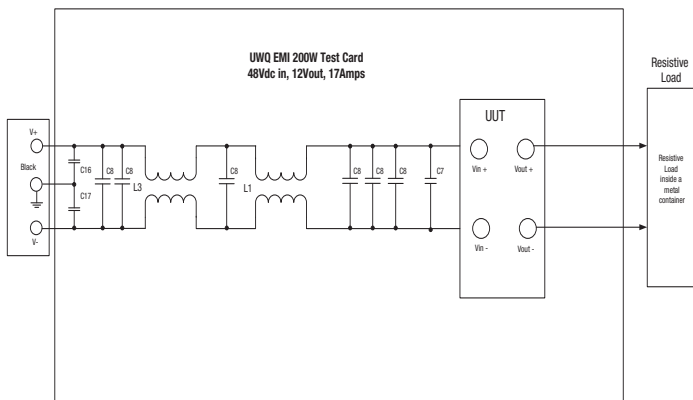 UWQ EMI 200W Test Card
48Vdc in, 12Vout, 17Amps
Resistive
Load
UUT
V+
C16
C8
C8
C8
C8
C8
C8
C7
Vin +
Vout +
Black
L3
L1
Resistive
Load
inside a
metal
container
C17
V-
Vin -
Vout -